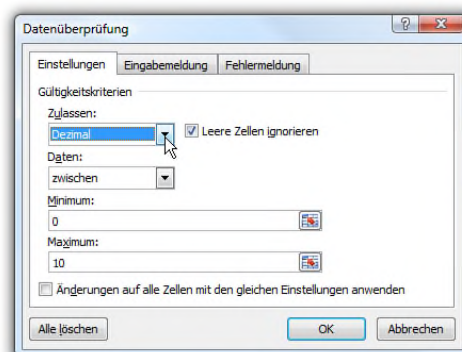 Datenüberprüfung
Einstellungen Eingabemeldung Fehlermeldung
Gültigkeitskriterien
Zulassen:
Dezimal Leere Zellen ignorieren
Daten:
zwischen
Minimum:
0
Maximum:
10
Änderungen auf alle Zellen mit den gleichen Einstellungen anwenden
Alle löschen OK Abbrechen